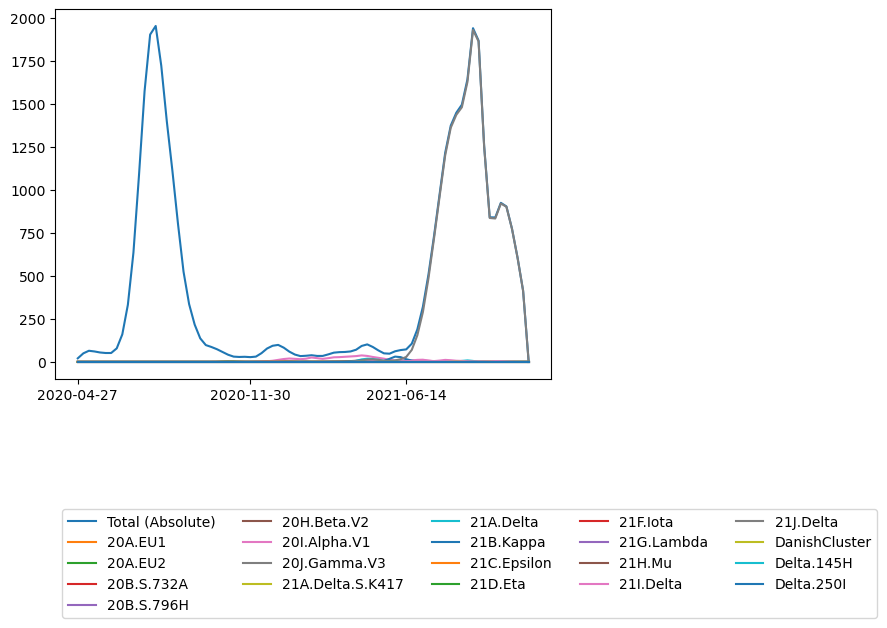 2000
1750
1500
1250
1000
750
500
250
0
2020-04-27 2020-11-30 2021-06-14
Total (Absolute) 20H.Beta.V2 21A.Delta 21F.Iota 21J.Delta
20A.EU1 20I.Alpha.V1 21B.Kappa 21G.Lambda DanishCluster
20A.EU2 20J.Gamma.V3 21C.Epsilon 21H.Mu Delta.145H
20B.S.732A 21A.Delta.S.K417 21D.Eta 21I.Delta Delta.250I
20B.S.796H